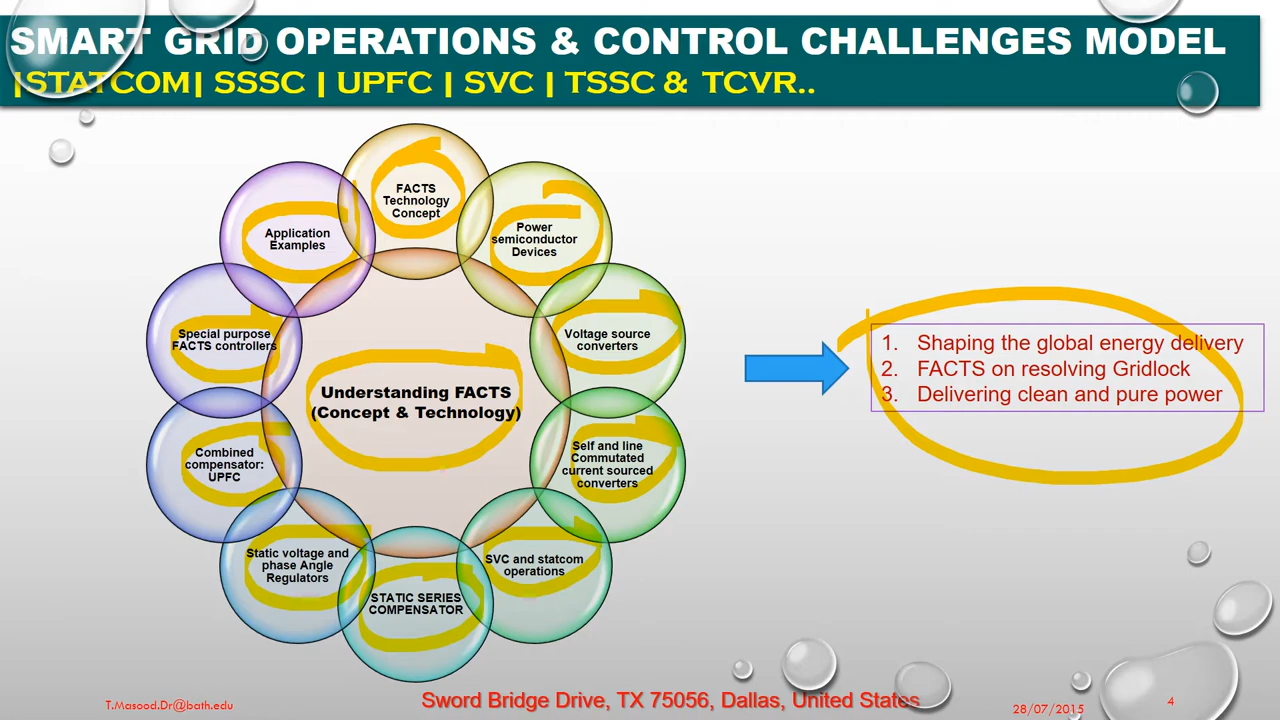 SMART GRID OPERATIONS & CONTROL CHALLENGES MODEL
|STATCOM| SSSC | UPFC | SVC | TSSC & TCVR..
FACTS
Technology
Concept
Power
semiconductor
Devices
Voltage source
converters
Self and line
Commutated
current sourced
converters
SVC and statcom
operations
STATIC SERIES
COMPENSATOR
Static voltage and
phase Angle
Regulators
Combined
compensator:
UPFC
Special purpose
FACTS controllers
Application
Examples
Understanding FACTS
(Concept & Technology)
1. Shaping the global energy delivery
2. FACTS on resolving Gridlock
3. Delivering clean and pure power
T.Masood.Dr@bath.edu
Sword Bridge Drive, TX 75056, Dallas, United States
28/07/2015
4